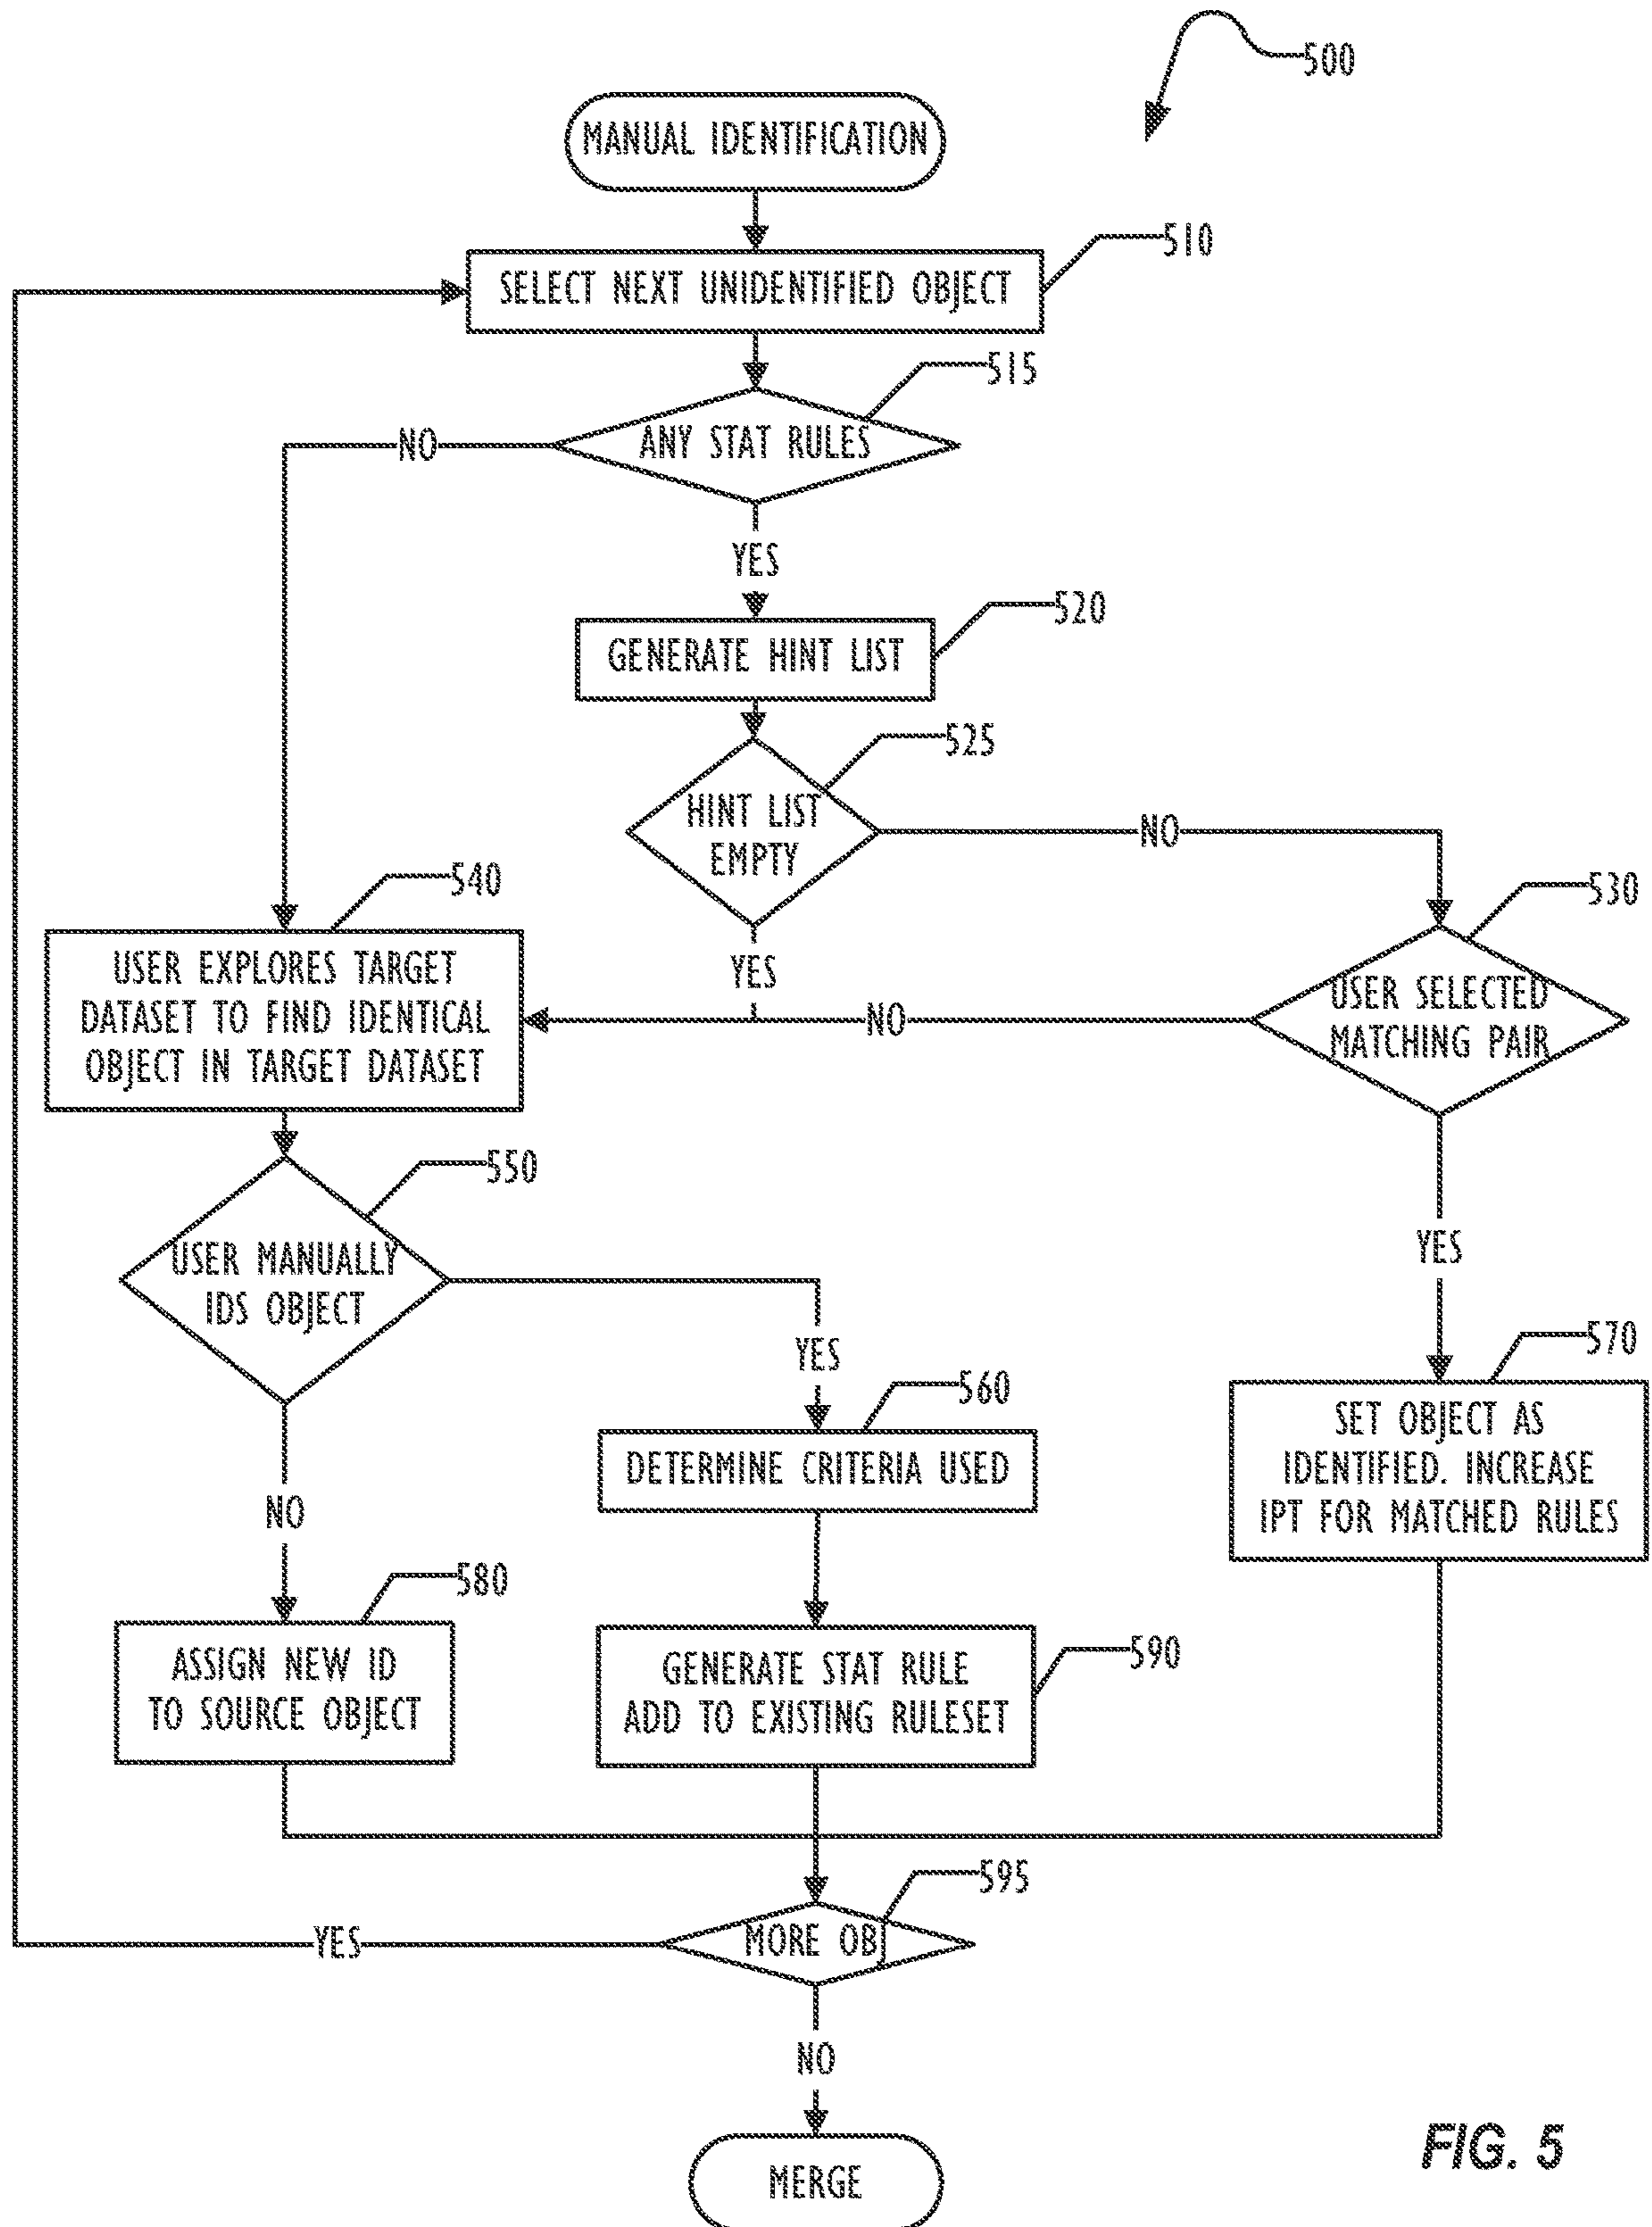 500
MANUAL IDENTIFICATION
510
SELECT NEXT UNIDENTIFIED OBJECT
515
ANY STAT RULES
NO
YES
520
GENERATE HINT LIST
525
HINT LIST
EMPTY
NO
530
540
USER EXPLORES TARGET
DATASET TO FIND IDENTICAL
OBJECT IN TARGET DATASET
YES
NO
USER SELECTED
MATCHING PAIR
550
USER MANUALLY
IDS OBJECT
YES
YES
560
DETERMINE CRITERIA USED
570
SET OBJECT AS
IDENTIFIED. INCREASE
IPT FOR MATCHED RULES
NO
580
ASSIGN NEW ID
TO SOURCE OBJECT
590
GENERATE STAT RULE
ADD TO EXISTING RULESET
595
MORE OBJ
YES
NO
MERGE
FIG. 5